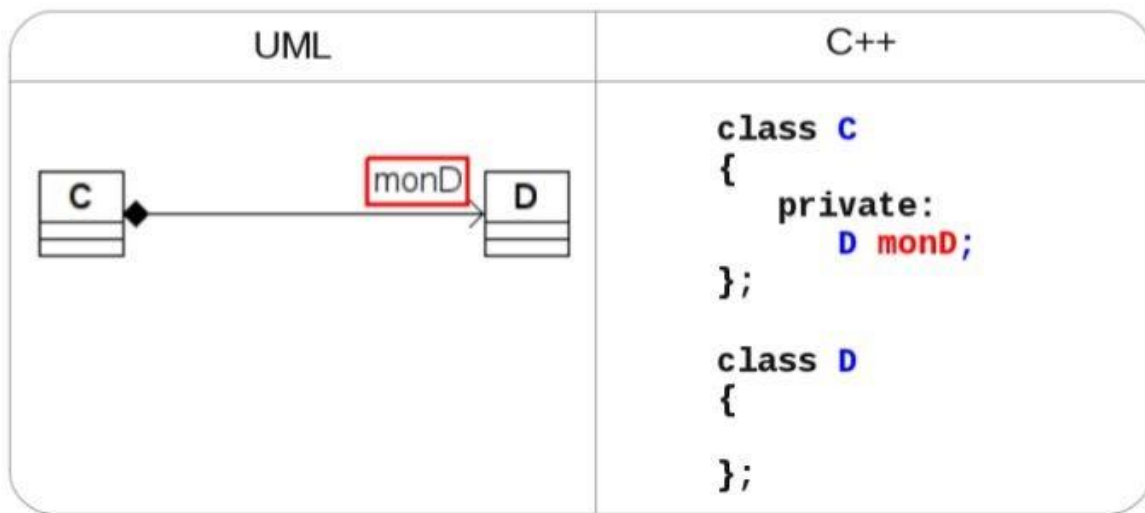 UML
C
monD
D
C++
class C
{
private:
D monD;
};
class D
{
};